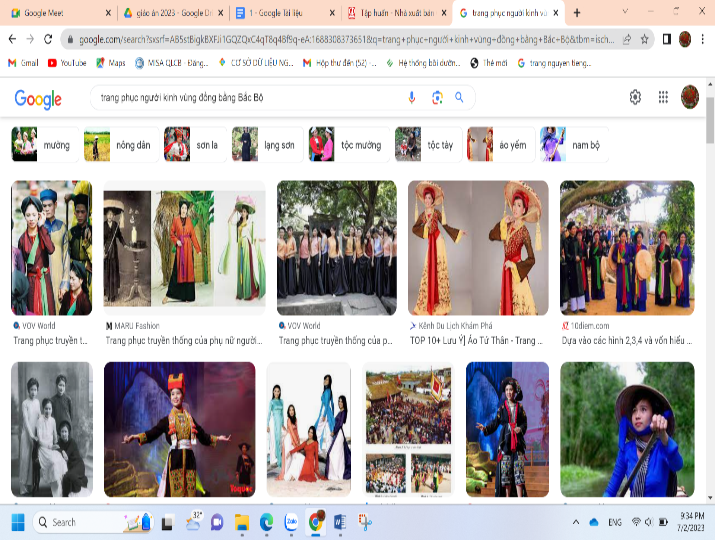 Google Meet
giáo án 2023 - Google Dri
1 - Google Tài liệu
Tập huấn - Nhà xuất bản
trang phục người kinh vù
google.com/search?sxsrf=AB5stBigkBXFJi1GQZQxC4qT8q4Bf9q-eA:1688308373651&q=trang+phục+người+kinh+vùng+đồng+bằng+Bắc+Bộ&tbm=isch...
Gmail
YouTube
Maps
MISA QLCB - Đăng...
CƠ SỞ DỮ LIỆU NG...
Hộp thư đến (52) -...
Hệ thống bồi dưỡn...
Thẻ mới
trang nguyen tieng...
Google
trang phục người kinh vùng đồng bằng Bắc Bộ
mường
nông dân
sơn la
lạng sơn
tộc mường
tộc tày
áo yếm
nam bộ
VOV World
Trang phục truyền t...
MARU Fashion
Trang phục truyền thống của phụ nữ người...
VOV World
Trang phục truyền thống của p...
Kênh Du Lịch Khám Phá
TOP 10+ Lưu Ý| Áo Tứ Thân - Trang ...
10diem.com
Dựa vào các hình 2,3,4 và vốn hiểu ...
Search
32°
Zalo
ENG
9:34 PM
7/2/2023